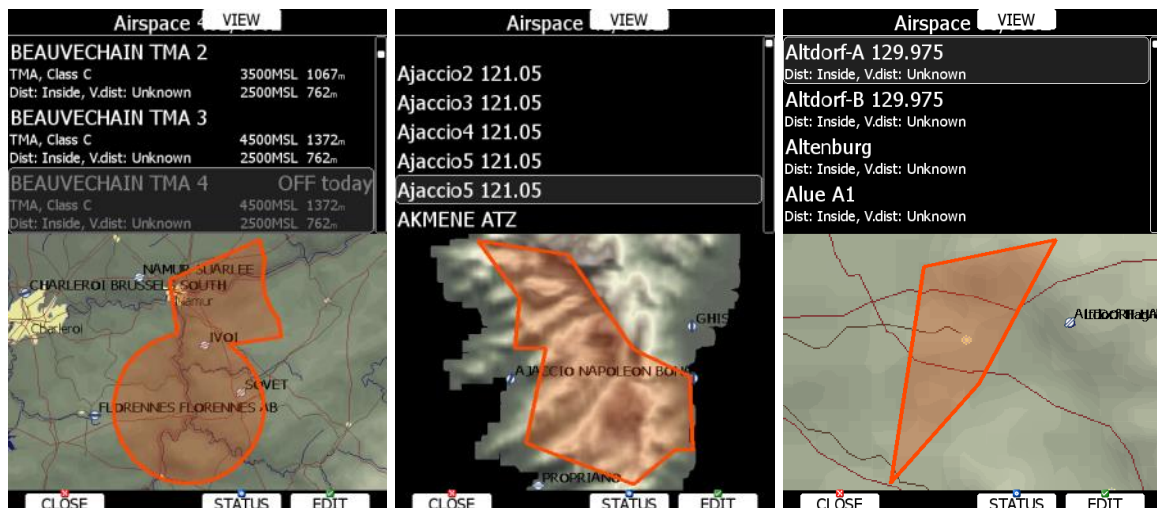 Airspace
VIEW
BEAUVECHAIN TMA 2
TMA, Class C 3500MSL 1067m
Dist: Inside, V.dist: Unknown 2500MSL 762m
BEAUVECHAIN TMA 3
TMA, Class C 4500MSL 1372m
Dist: Inside, V.dist: Unknown 2500MSL 762m
BEAUVECHAIN TMA 4 OFF today
TMA, Class C 4500MSL 1372m
Dist: Inside, V.dist: Unknown 2500MSL 762m
NAMUR SUARLEE
CHARLEROI BRUSSELS SOUTH
Namur
Charleroi
IVOI
SOVET
FLORENNES FLORENNES AB
CLOSE STATUS EDIT
Airspace
VIEW
Ajaccio2 121.05
Ajaccio3 121.05
Ajaccio4 121.05
Ajaccio5 121.05
Ajaccio5 121.05
AKMENE ATZ
GHIS
AJACCIO NAPOLEON BONA
PROPRIANO
CLOSE STATUS EDIT
Airspace
VIEW
Altdorf-A 129.975
Dist: Inside, V.dist: Unknown
Altdorf-B 129.975
Dist: Inside, V.dist: Unknown
Altenburg
Dist: Inside, V.dist: Unknown
Alue A1
Dist: Inside, V.dist: Unknown
CLOSE STATUS EDIT